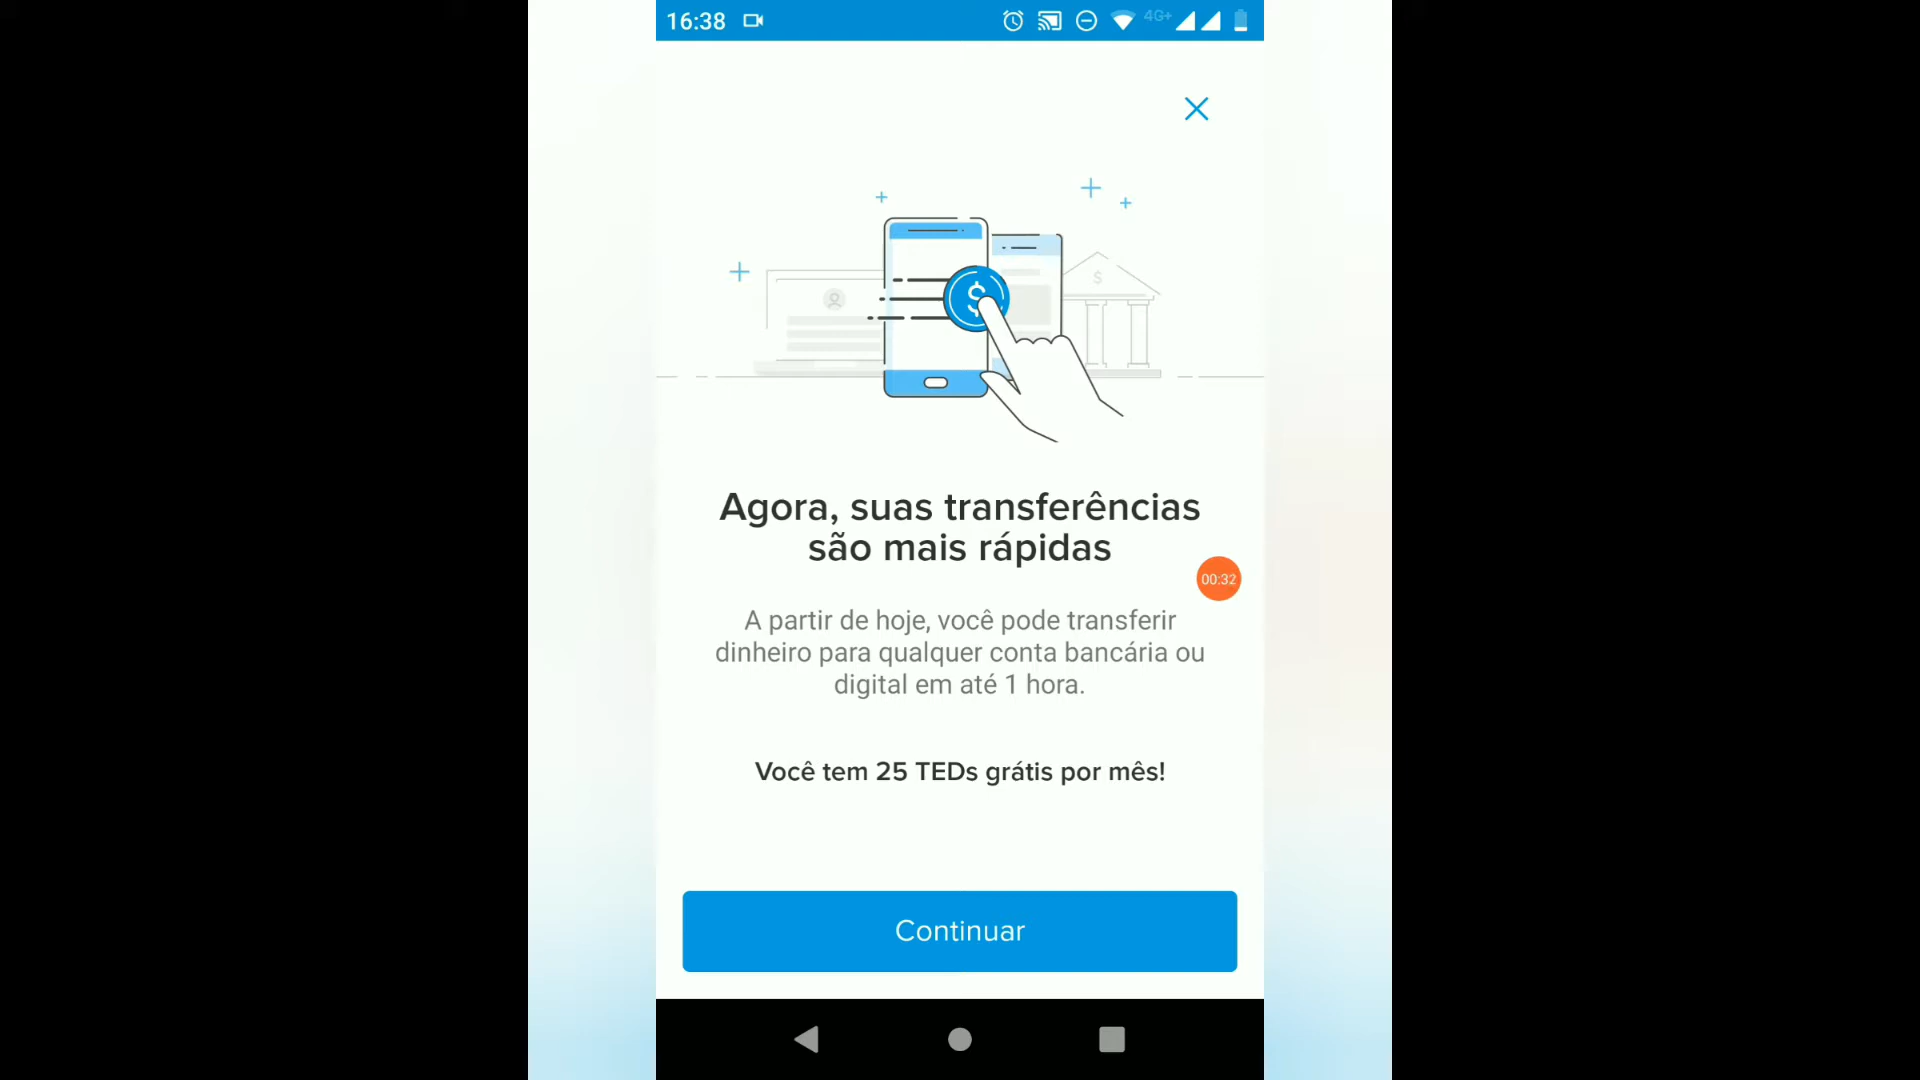 16:38
4G+
Agora, suas transferências
são mais rápidas
00:32
A partir de hoje, você pode transferir
dinheiro para qualquer conta bancária ou
digital em até 1 hora.
Você tem 25 TEDs grátis por mês!
Continuar